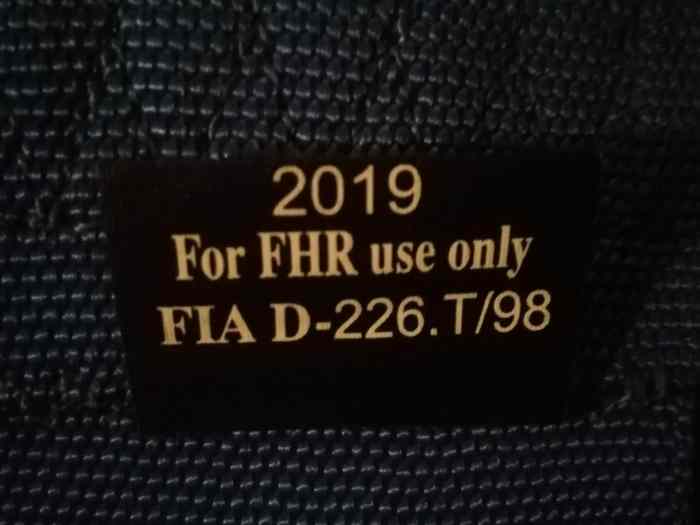 2019
For FHR use only
FIA D-226.T/98